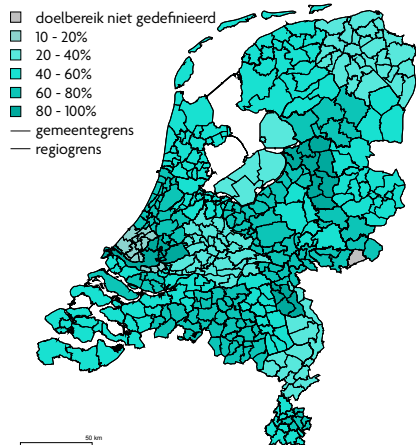 doelbereik niet gedefinieerd
10 - 20%
20 - 40%
40 - 60%
60 - 80%
80 - 100%
gemeentegrens
regiogrens
50 km